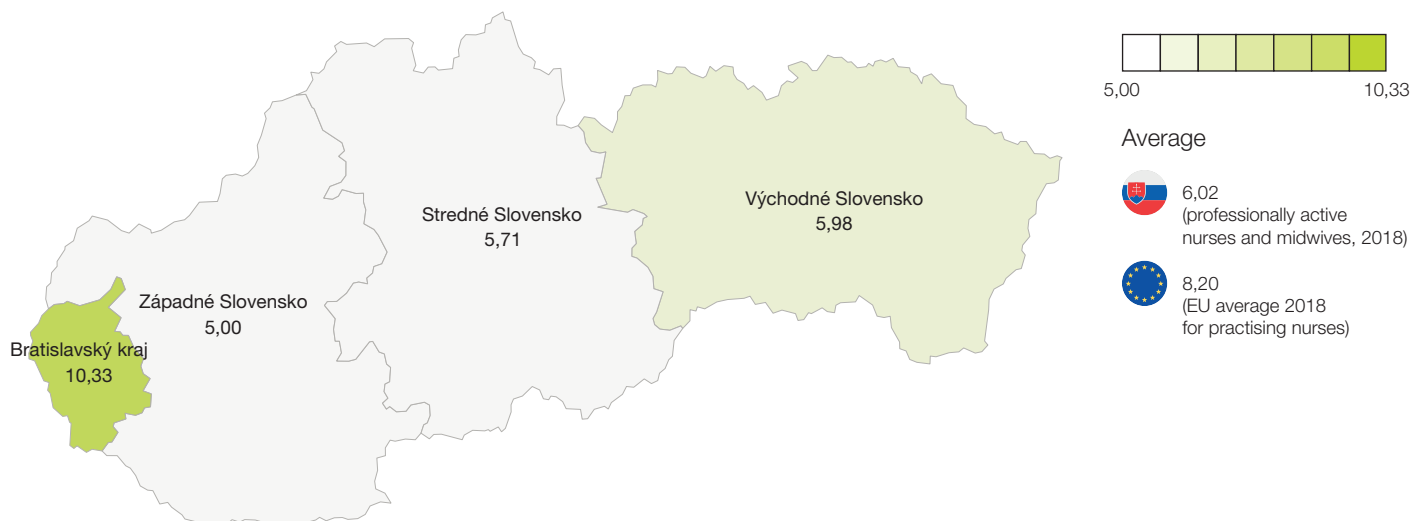 5,00
10,33
Average
6,02
(professionally active
nurses and midwives, 2018)
8,20
(EU average 2018
for practising nurses)
Východné Slovensko
5,98
Stredné Slovensko
5,71
Západné Slovensko
5,00
Bratislavský kraj
10,33